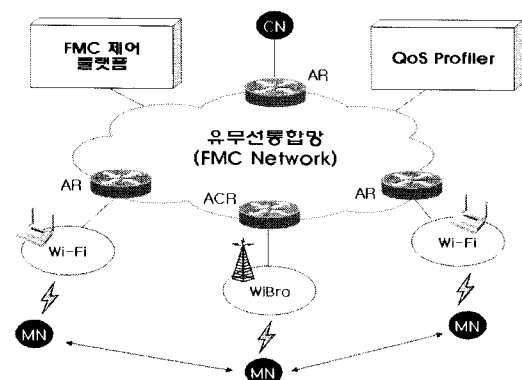 CN
FMC 제어
플랫폼
QoS Profiler
AR
유무선통합망
(FMC Network)
AR
ACR
AR
Wi-Fi
WiBro
Wi-Fi
MN
MN
MN